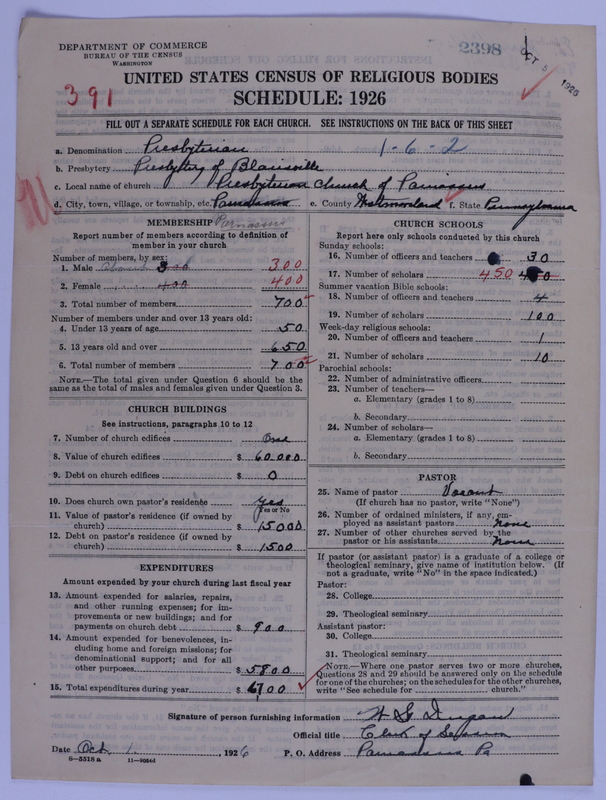 DEPARTMENT OF COMMERCE
BUREAU OF THE CENSUS
WASHINGTON
2398
OCT 5 1926
391
UNITED STATES CENSUS OF RELIGIOUS BODIES
SCHEDULE: 1926
FILL OUT A SEPARATE SCHEDULE FOR EACH CHURCH. SEE INSTRUCTIONS ON THE BACK OF THIS SHEET
a. Denomination Presbyterian 1-6-2
b. Presbytery Presbytery of Blairsville
c. Local name of church Presbyterian Church of Parnassus
d. City, town, village, or township, etc. Parnassus e. County Westmoreland f. State Pennsylvania
Parnassus
MEMBERSHIP
Report number of members according to definition of
member in your church
Number of members, by sex:
1. Male About 300 300
2. Female 400 400
3. Total number of members 700
Number of members under and over 13 years old:
4. Under 13 years of age 50
5. 13 years old and over 650
6. Total number of members 700
NOTE.—The total given under Question 6 should be
same as the total of males and females given under Question 3.
CHURCH BUILDINGS
See instructions, paragraphs 10 to 12
7. Number of church edifices One
8. Value of church edifices $ 60.000
9. Debt on church edifices $ 0
10. Does church own pastor's residence yes
Yes or No
11. Value of pastor's residence (if owned by
church) $ 15000
12. Debt on pastor's residence (if owned by
church) $ 1500
EXPENDITURES
Amount expended by your church during last fiscal year
13. Amount expended for salaries, repairs,
and other running expenses; for im-
provements or new buildings; and for
payments on church debt $ 900
14. Amount expended for benevolences, in-
cluding home and foreign missions; for
denominational support; and for all
other purposes $ 5800
15. Total expenditures during year $ 6700
CHURCH SCHOOLS
Report here only schools conducted by this church
Sunday schools:
16. Number of officers and teachers 30
17. Number of scholars 450
Summer vacation Bible schools:
18. Number of officers and teachers 4
19. Number of scholars 100
Week-day religious schools:
20. Number of officers and teachers 1
21. Number of scholars 10
Parochial schools:
22. Number of administrative officers
23. Number of teachers—
a. Elementary (grades 1 to 8)
b. Secondary
24. Number of scholars—
a. Elementary (grades 1 to 8)
b. Secondary
PASTOR
25. Name of pastor Vacant
(If church has no pastor, write "None")
26. Number of ordained ministers, if any, em-
ployed as assistant pastors None
27. Number of other churches served by the
pastor or his assistants None
If pastor (or assistant pastor) is a graduate of a college or
theological seminary, give name of institution below. (If
not a graduate, write "No" in the space indicated.)
Pastor:
28. College
29. Theological seminary
Assistant pastor:
30. College
31. Theological seminary
NOTE.—Where one pastor serves two or more churches,
Questions 28 and 29 should be answered only on the schedule
for one of the churches; on the schedules for the other churches,
write "See schedule for church."
Signature of person furnishing information
Official title Clerk of Session
Date Oct 1, 1926 P. O. Address Parnassus Pa
8-5518 a